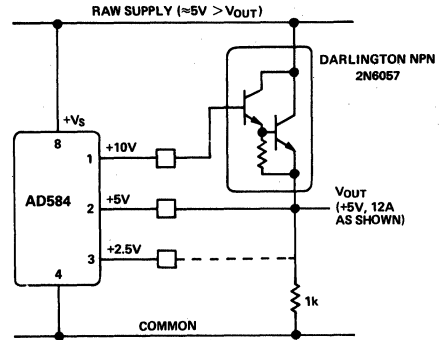 RAW SUPPLY (≈5V > VOUT)
DARLINGTON NPN
2N6057
+VS
8
+10V
1
AD584
+5V
2
VOUT
(+5V, 12A
AS SHOWN)
+2.5V
3
4
1k
COMMON